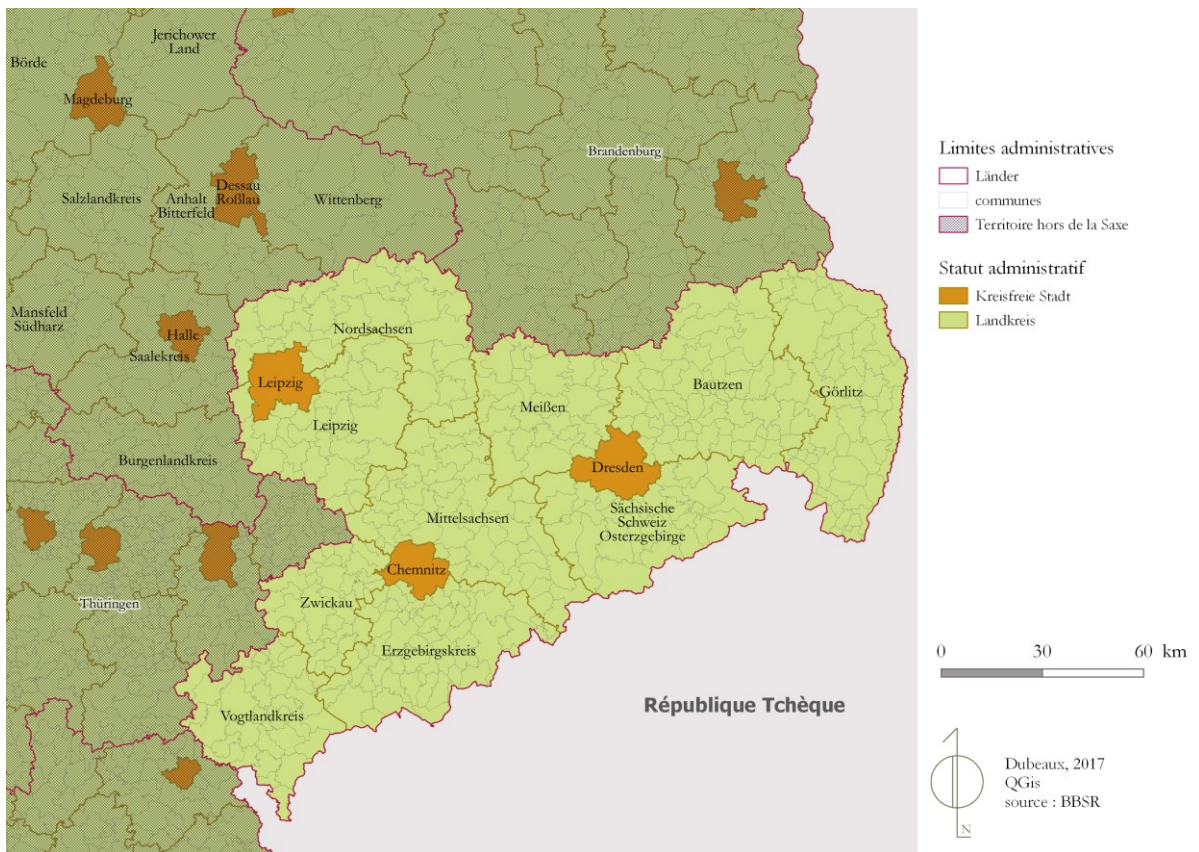 Jerichower
Land
Börde
Magdeburg
Brandenburg
Dessau
Roßlau
Salzlandkreis
Anhalt
Bitterfeld
Wittenberg
Mansfeld
Südharz
Halle
Saalekreis
Nordsachsen
Leipzig
Bautzen
Görlitz
Meißen
Leipzig
Burgenlandkreis
Dresden
Sächsische
Schweiz
Osterzgebirge
Mittelsachsen
Chemnitz
Thüringen
Zwickau
Erzgebirgskreis
Vogtlandkreis
République Tchèque
Limites administratives
Länder
communes
Territoire hors de la Saxe
Statut administratif
Kreisfreie Stadt
Landkreis
0 30 60 km
N
Dubeaux, 2017
QGis
source : BBSR